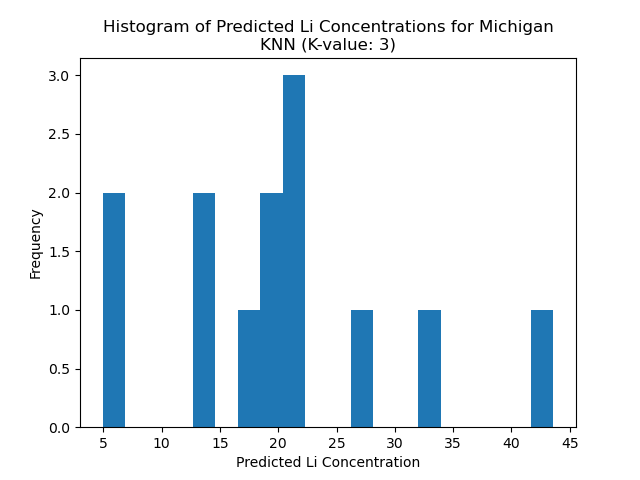 Histogram of Predicted Li Concentrations for Michigan
KNN (K-value: 3)
3.0
2.5
2.0
1.5
1.0
0.5
0.0
Frequency
5 10 15 20 25 30 35 40 45
Predicted Li Concentration